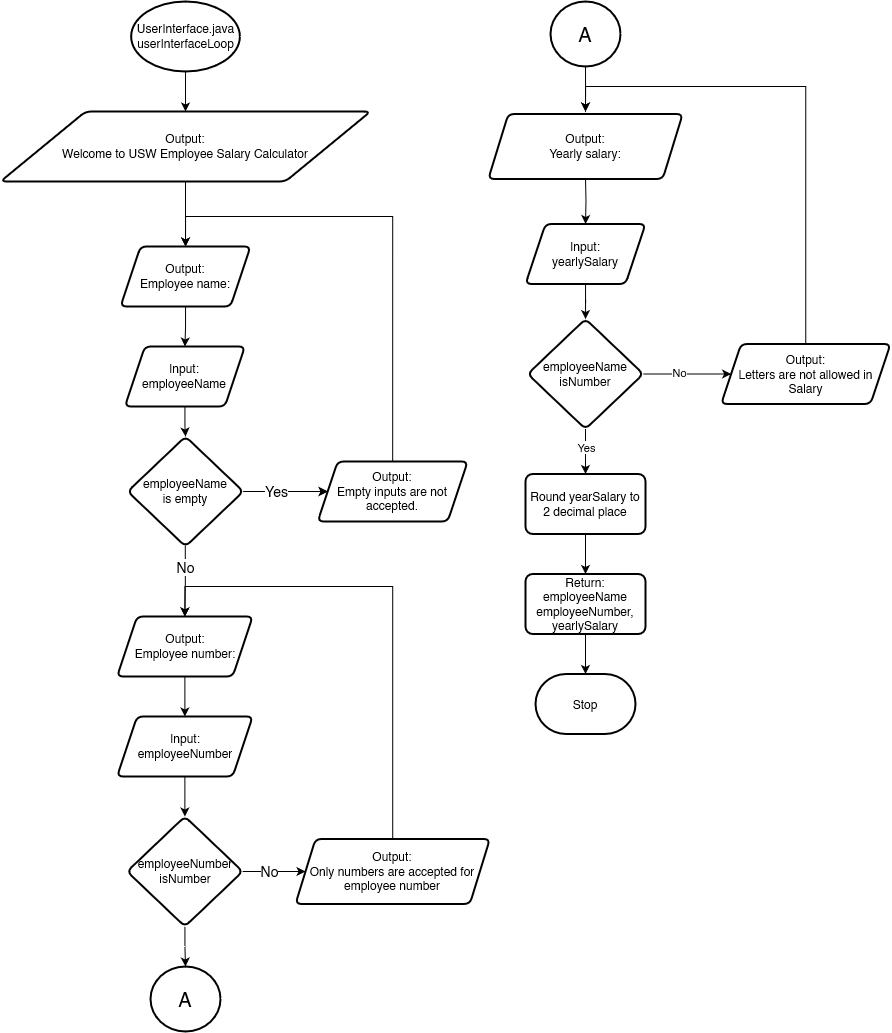 UserInterface.java
userInterfaceLoop
Output:
Welcome to USW Employee Salary Calculator
Output:
Employee name:
Input:
employeeName
employeeName
is empty
Yes
Output:
Empty inputs are not
accepted.
No
Output:
Employee number:
Input:
employeeNumber
employeeNumber
isNumber
No
Output:
Only numbers are accepted for
employee number
A
A
Output:
Yearly salary:
Input:
yearlySalary
employeeName
isNumber
No
Output:
Letters are not allowed in
Salary
Yes
Round yearSalary to
2 decimal place
Return:
employeeName
employeeNumber,
yearlySalary
Stop